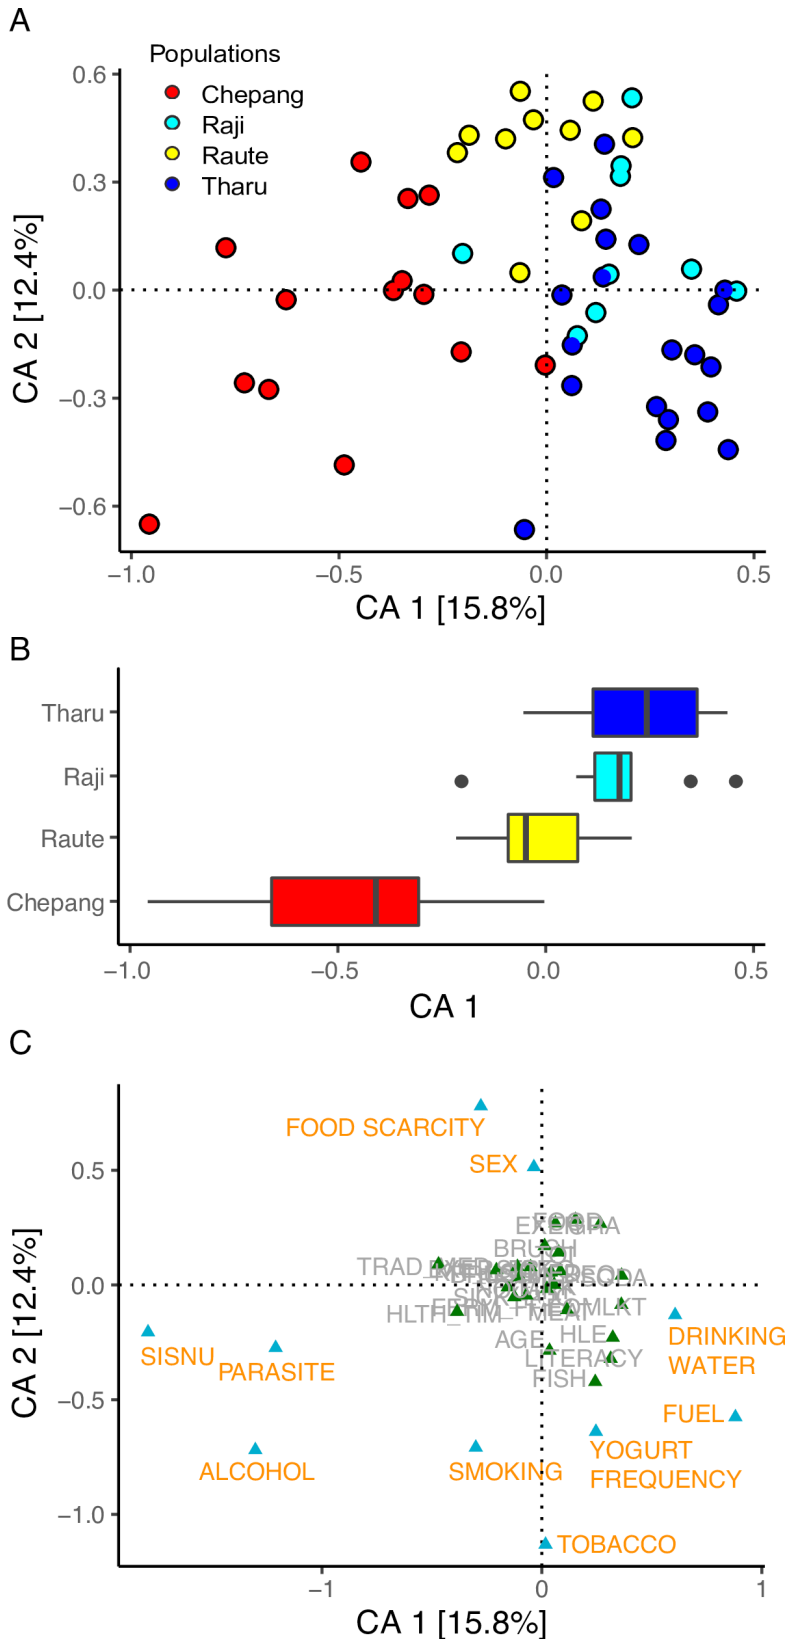 A
Populations
Chepang
Raji
Raute
Tharu
CA 2 [12.4%]
0.6
0.3
0.0
−0.3
−0.6
−1.0
−0.5
0.0
0.5
CA 1 [15.8%]
B
Tharu
Raji
Raute
Chepang
−1.0
−0.5
0.0
0.5
CA 1
C
CA 2 [12.4%]
0.5
0.0
−0.5
−1.0
FOOD SCARCITY
SEX
BRUSH
AGE
HLE
LITERACY
FISH
MEAT
DRINKING
WATER
SISNU
PARASITE
FUEL
ALCOHOL
SMOKING
YOGURT
FREQUENCY
TOBACCO
−1
0
1
CA 1 [15.8%]